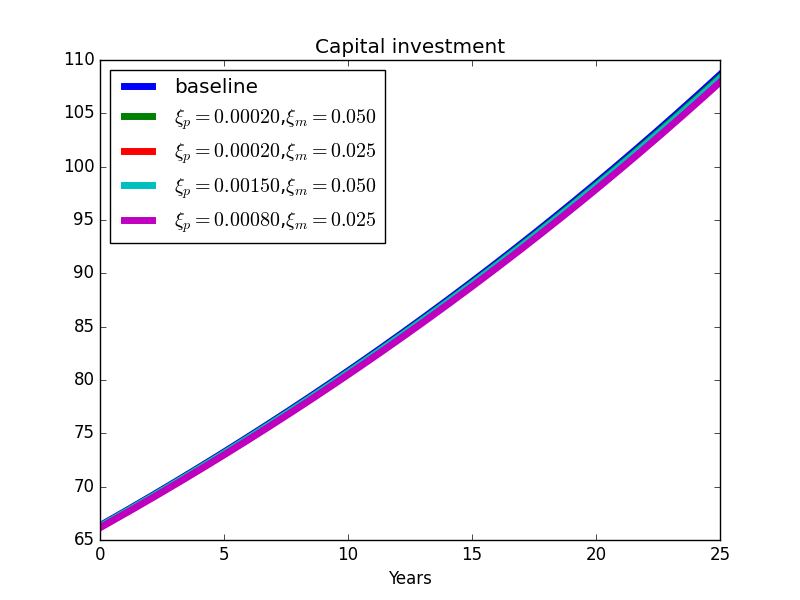 Capital investment
110
105
100
95
90
85
80
75
70
65
baseline
ξₚ = 0.00020,ξₘ = 0.050
ξₚ = 0.00020,ξₘ = 0.025
ξₚ = 0.00150,ξₘ = 0.050
ξₚ = 0.00080,ξₘ = 0.025
0 5 10 15 20 25
Years